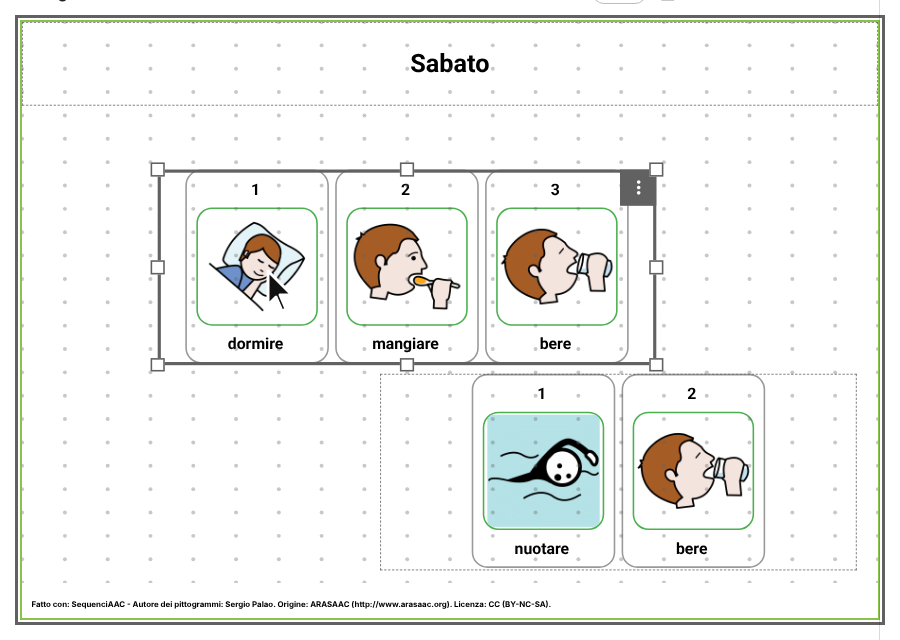 Sabato
1 2 3
dormire mangiare bere
1 2
nuotare bere
Fatto con: SequenciAAC - Autore dei pittogrammi: Sergio Palao. Origine: ARASAAC (http://www.arasaac.org). Licenza: CC (BY-NC-SA).